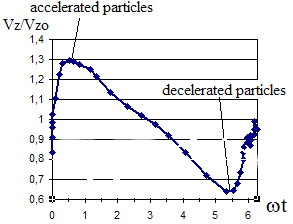 accelerated particles
Vz/Vzo
1,4
1,3
1,2
decelerated particles
1,1
1
0,9
0,8
0,7
0,6
0 1 2 3 4 5 6 ωt